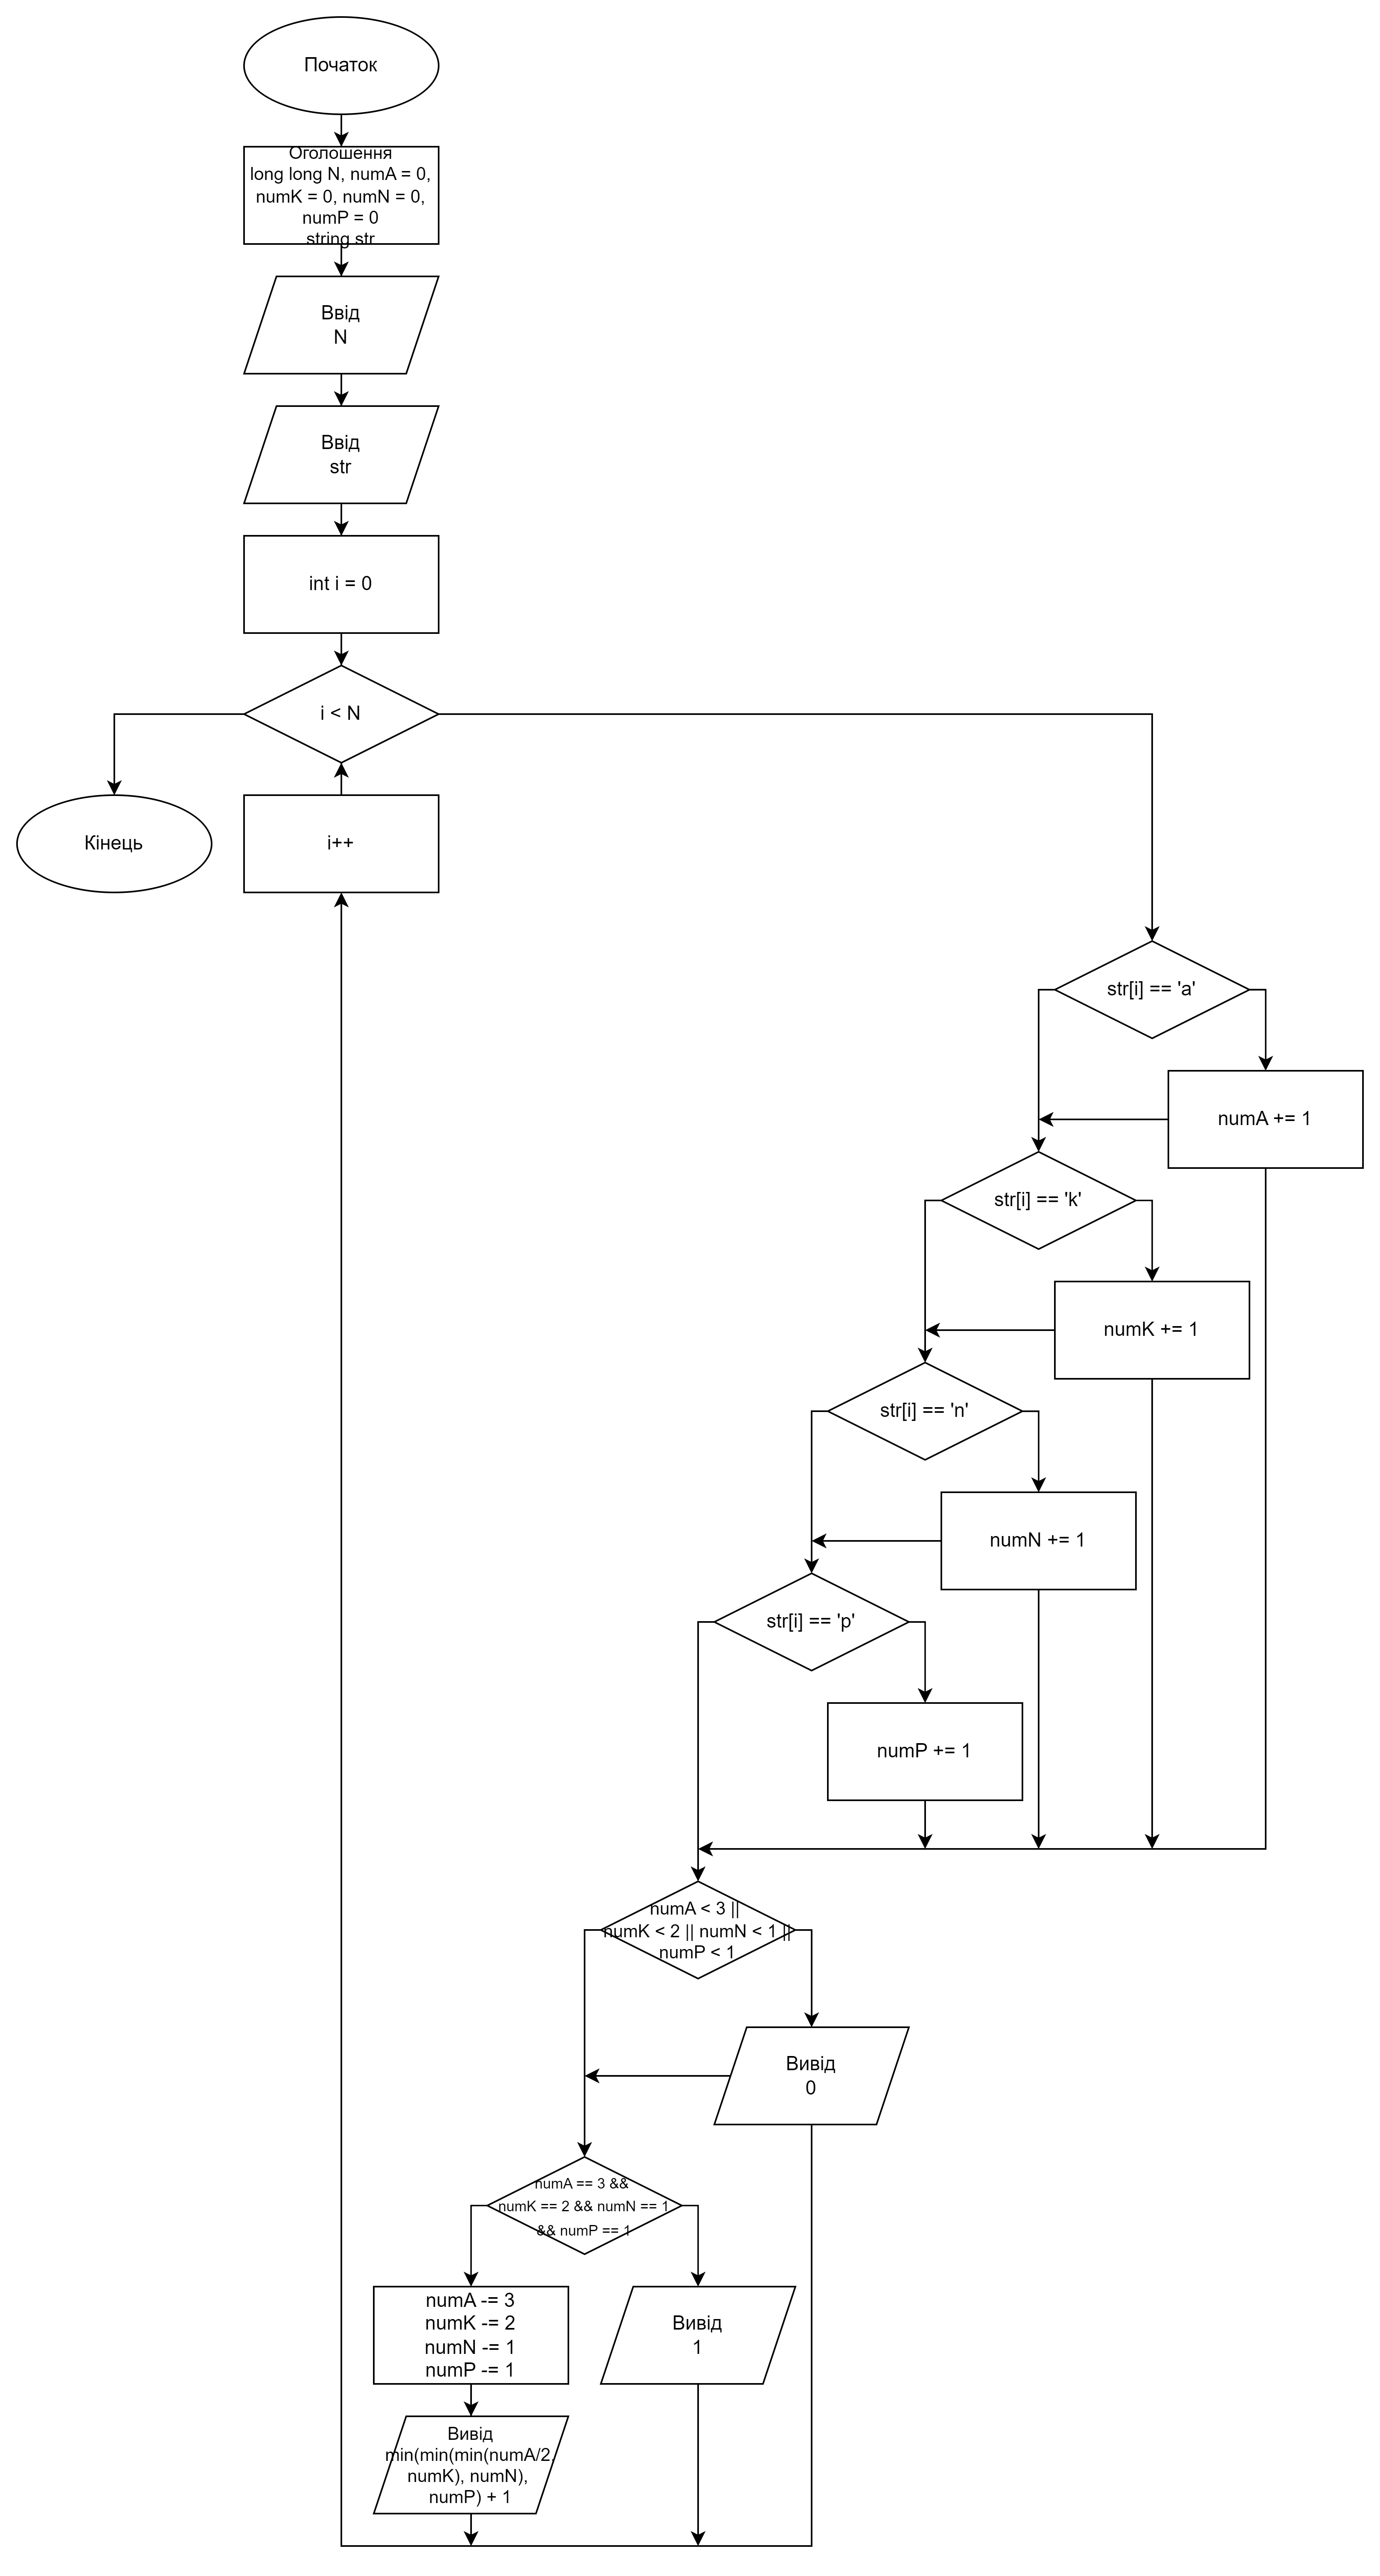 Початок
Оголошення
long long N, numA = 0,
numK = 0, numN = 0,
numP = 0
string str
Ввід
N
Ввід
str
int i = 0
i < N
Кінець
i++
str[i] == 'a'
numA += 1
str[i] == 'k'
numK += 1
str[i] == 'n'
numN += 1
str[i] == 'p'
numP += 1
numA < 3 ||
numK < 2 || numN < 1 ||
numP < 1
Вивід
0
numA == 3 &&
numK == 2 && numN == 1
&& numP == 1
numA -= 3
numK -= 2
numN -= 1
numP -= 1
Вивід
1
Вивід
min(min(min(numA/2,
numK), numN),
numP) + 1